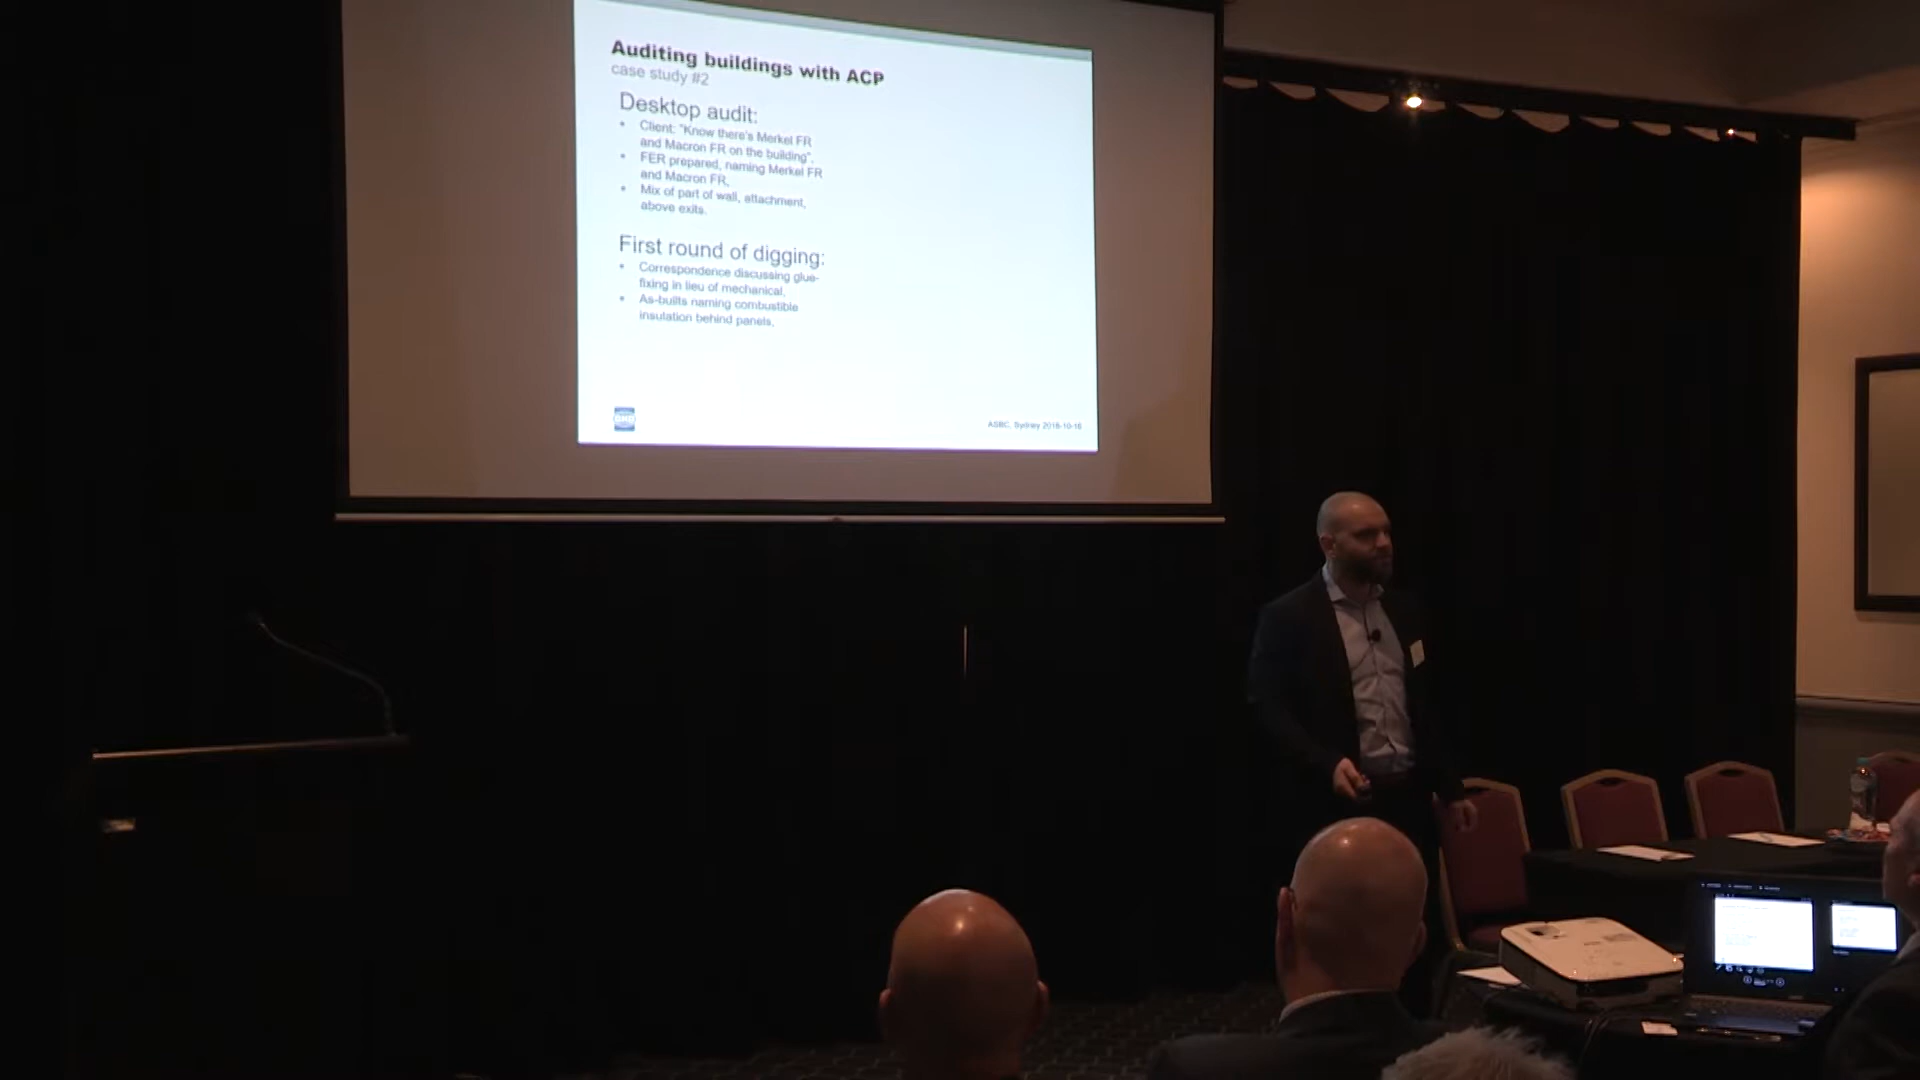 Auditing buildings with ACP
case study #2
Desktop audit:
• Client: "Know there's Merkel FR
and Macron FR on the building",
• FER prepared, naming Merkel FR
and Macron FR,
• Mix of part of wall, attachment,
above exits.
First round of digging:
• Correspondence discussing glue-
fixing in lieu of mechanical,
• As-builts naming combustible
insulation behind panels,
ASBC, Sydney 2018-10-16